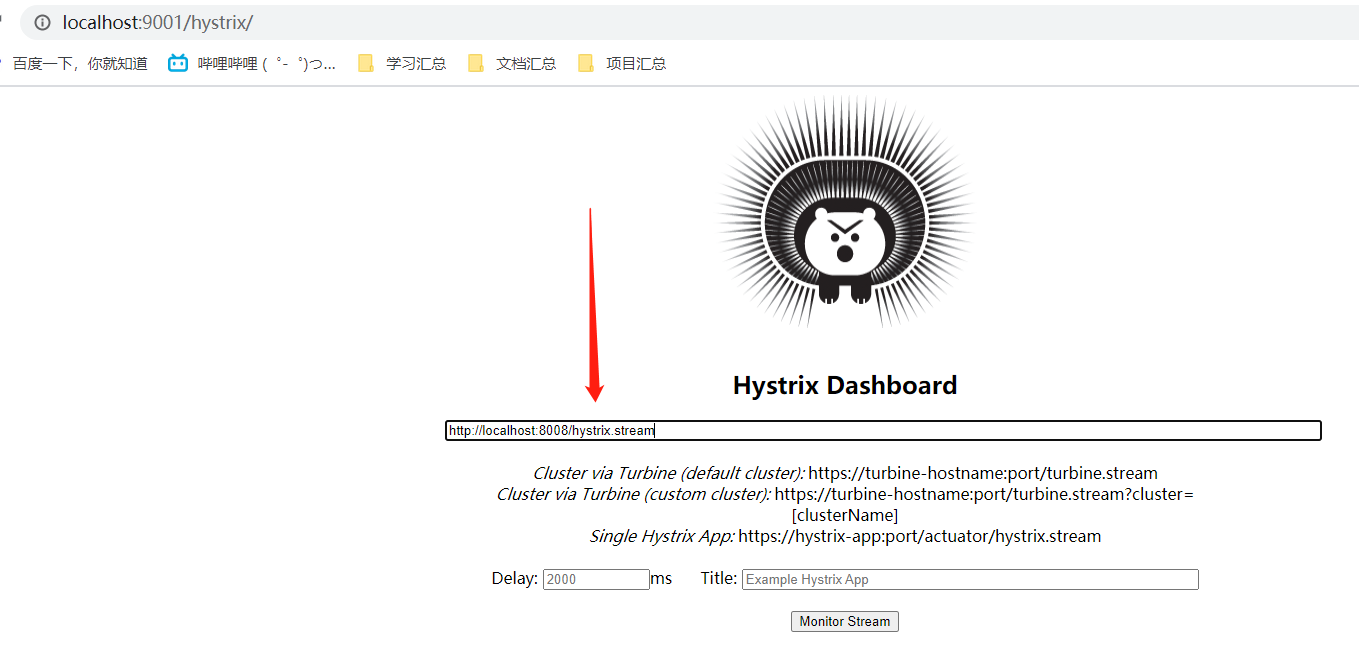 localhost:9001/hystrix/
百度一下，你就知道 哔哩哔哩 ( ゜- ゜)つ... 学习汇总 文档汇总 项目汇总
Hystrix Dashboard
http://localhost:8008/hystrix.stream
Cluster via Turbine (default cluster): https://turbine-hostname:port/turbine.stream
Cluster via Turbine (custom cluster): https://turbine-hostname:port/turbine.stream?cluster=
[clusterName]
Single Hystrix App: https://hystrix-app:port/actuator/hystrix.stream
Delay: 2000 ms Title: Example Hystrix App
Monitor Stream